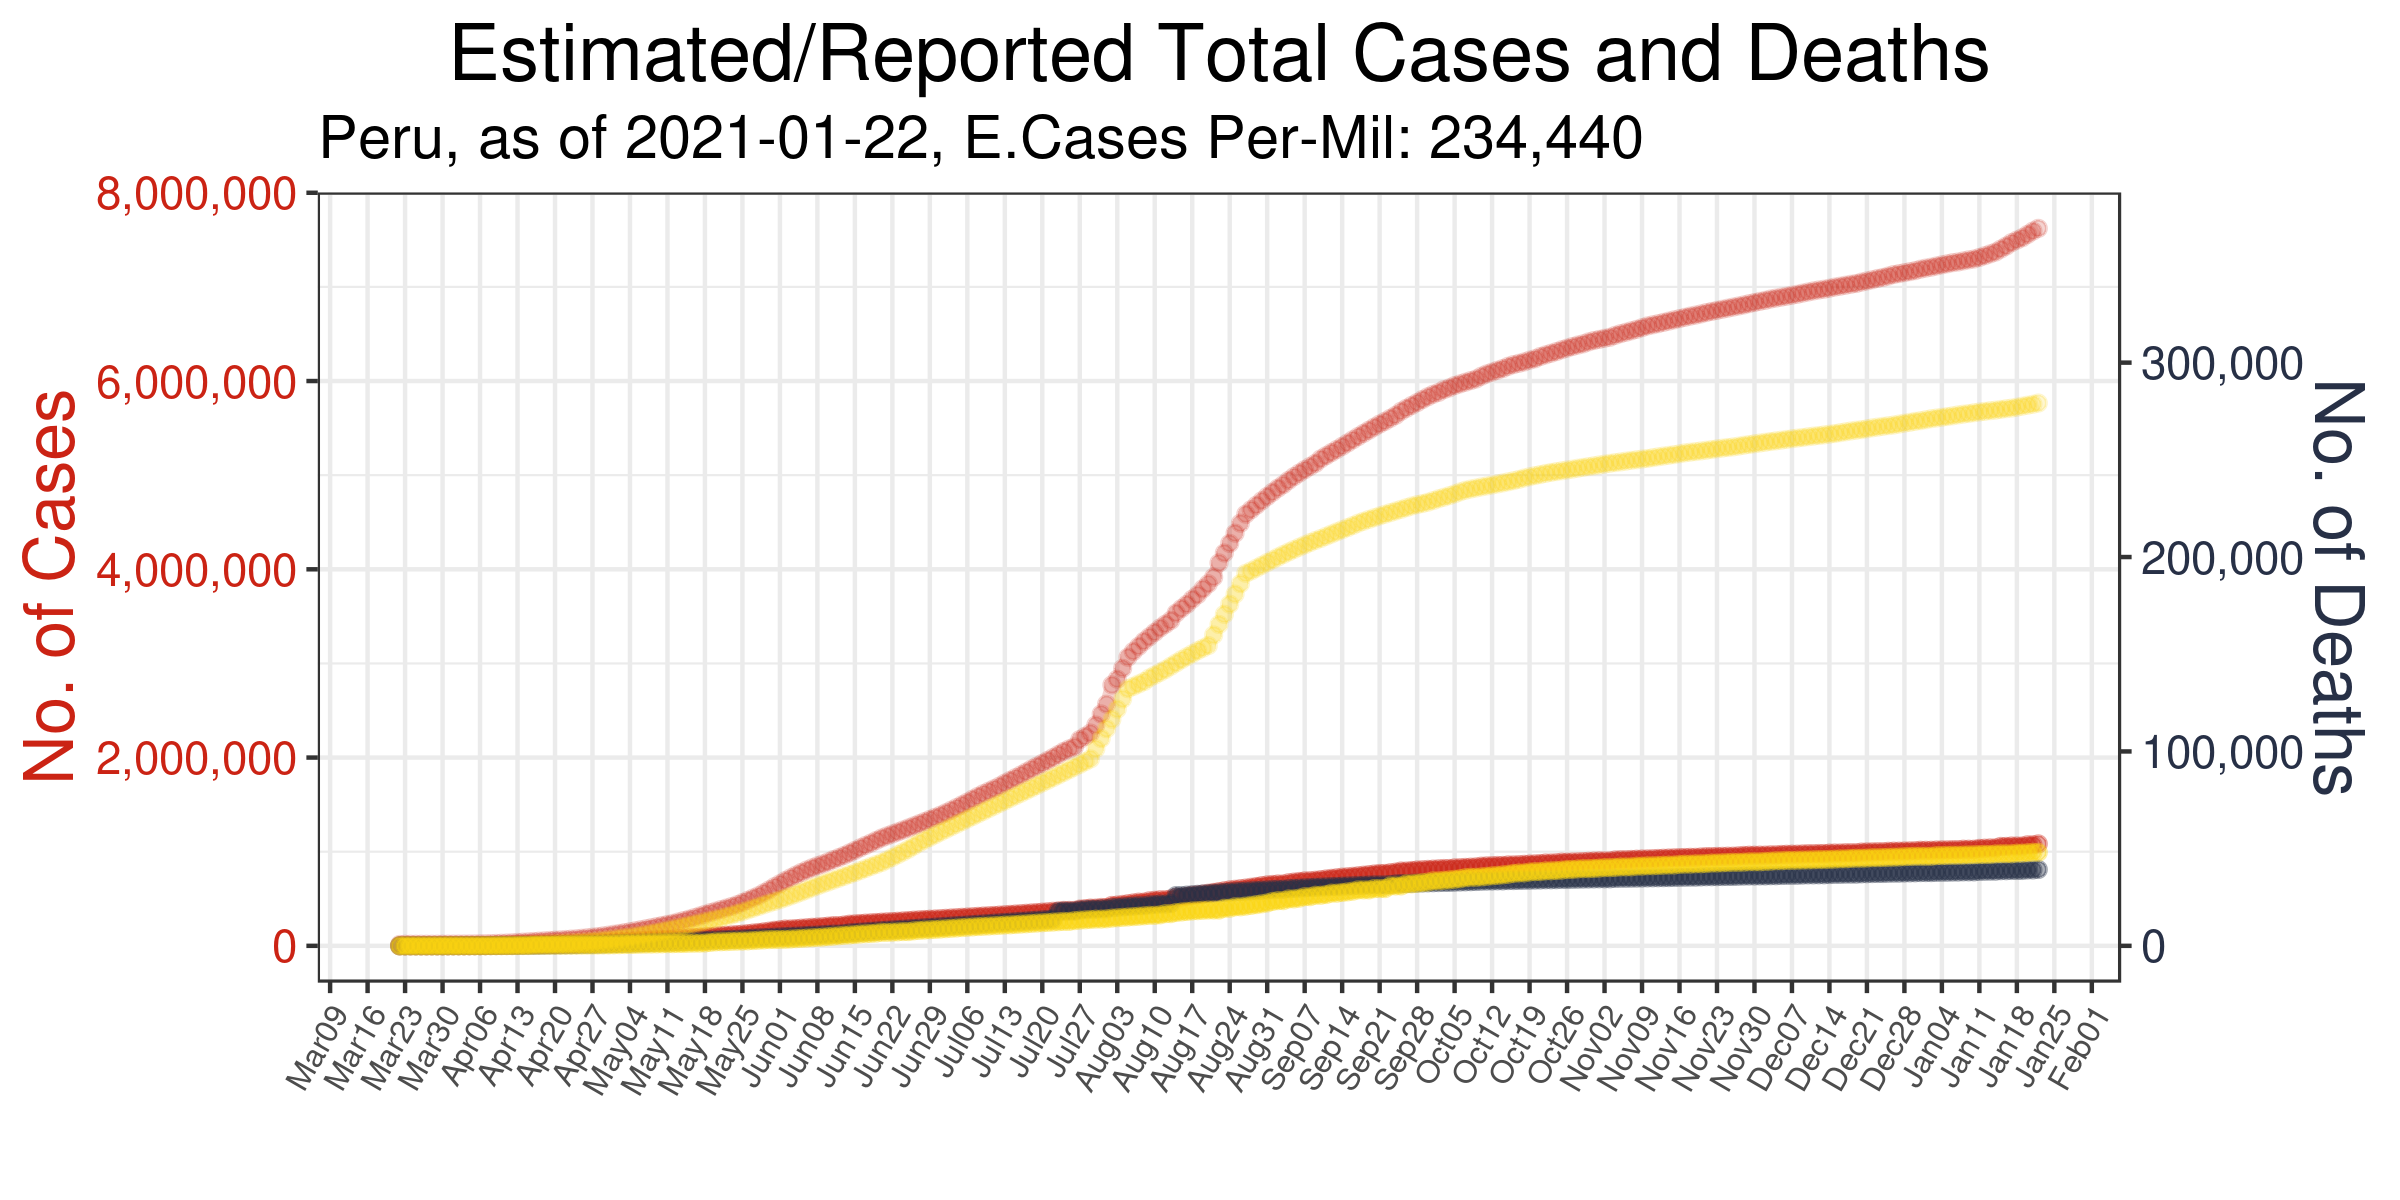 Estimated/Reported Total Cases and Deaths
Peru, as of 2021-01-22, E.Cases Per-Mil: 234,440
No. of Cases
8,000,000
6,000,000
4,000,000
2,000,000
0
300,000
200,000
100,000
0
No. of Deaths
Mar09
Mar16
Mar23
Mar30
Apr06
Apr13
Apr20
Apr27
May04
May11
May18
May25
Jun01
Jun08
Jun15
Jun22
Jun29
Jul06
Jul13
Jul20
Jul27
Aug03
Aug10
Aug17
Aug24
Aug31
Sep07
Sep14
Sep21
Sep28
Oct05
Oct12
Oct19
Oct26
Nov02
Nov09
Nov16
Nov23
Nov30
Dec07
Dec14
Dec21
Dec28
Jan04
Jan11
Jan18
Jan25
Feb01